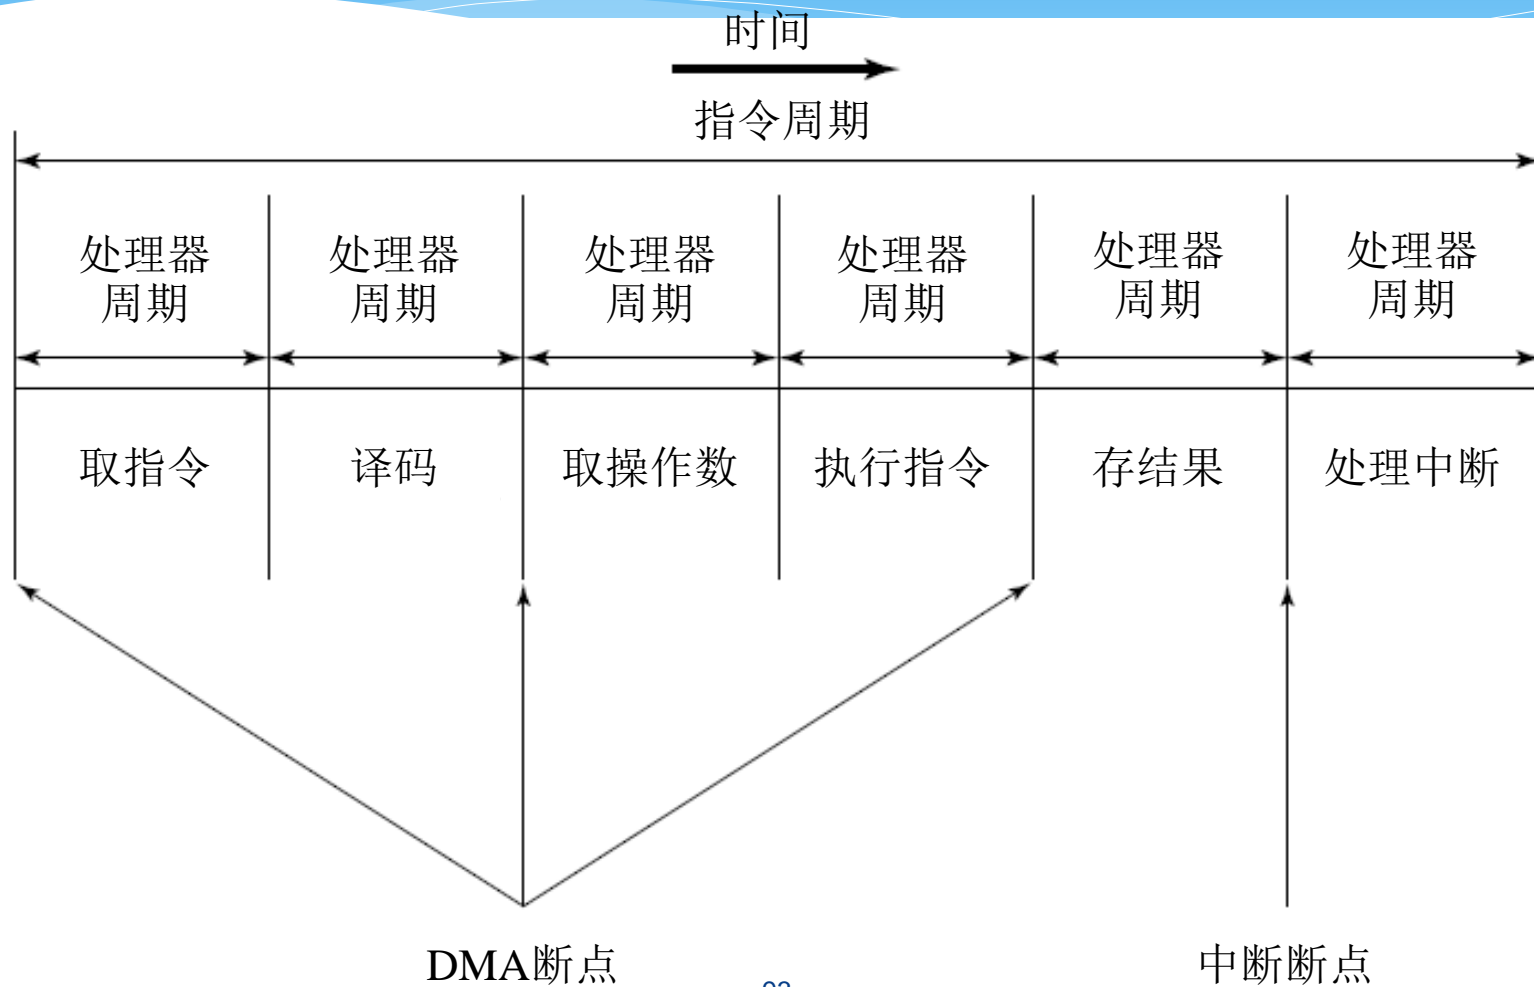 时间
指令周期
处理器
周期
处理器
周期
处理器
周期
处理器
周期
处理器
周期
处理器
周期
取指令
译码
取操作数
执行指令
存结果
处理中断
DMA断点
中断断点